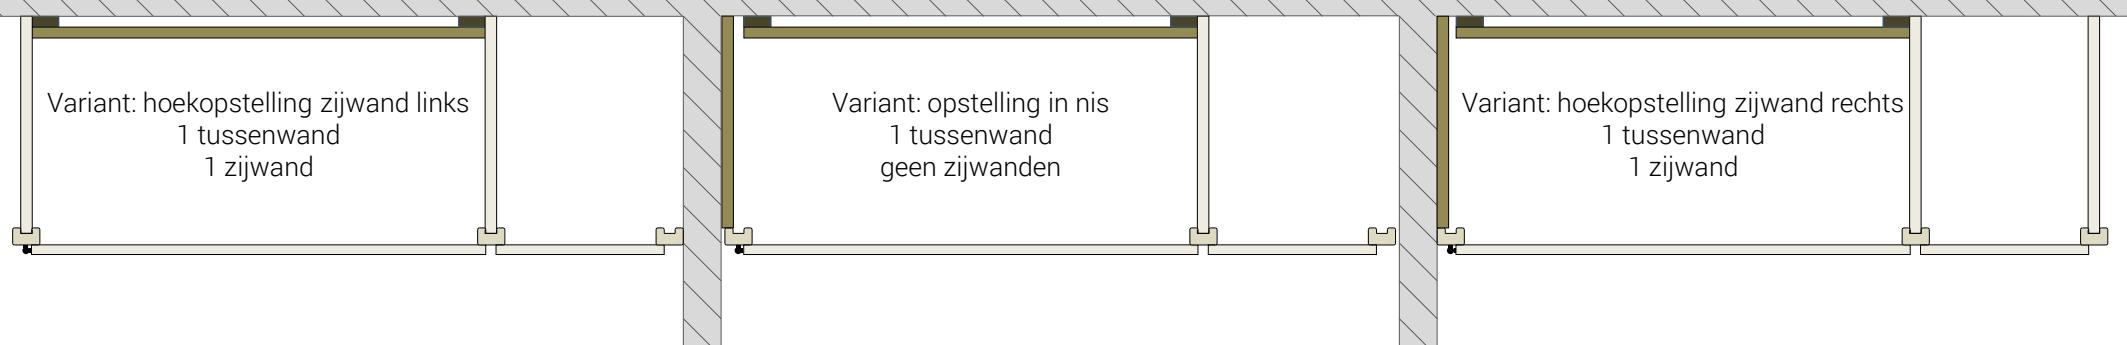 Variant: hoekopstelling zijwand links
1 tussenwand
1 zijwand
Variant: opstelling in nis
1 tussenwand
geen zijwanden
Variant: hoekopstelling zijwand rechts
1 tussenwand
1 zijwand